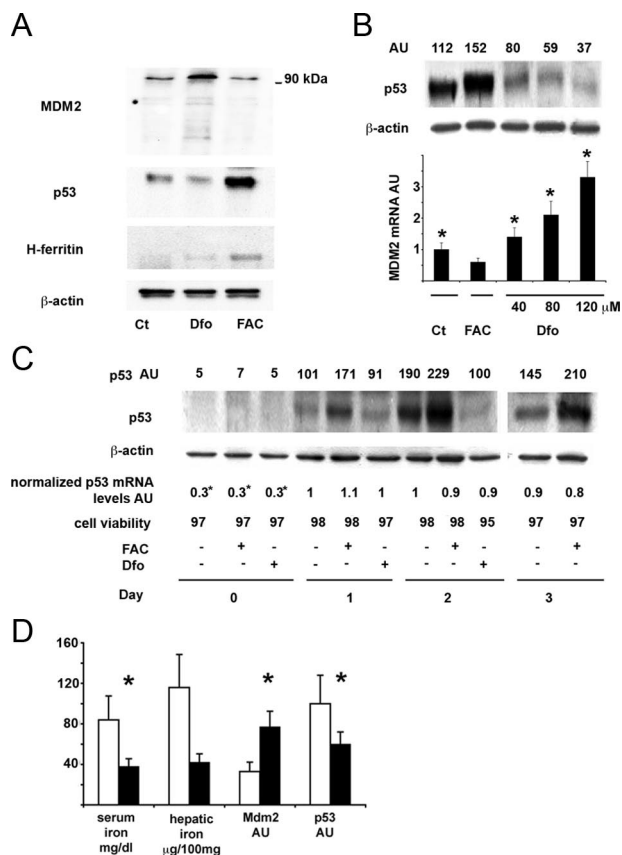 A
MDM2
90 kDa
p53
H-ferritin
β-actin
Ct Dfo FAC
B
AU 112 152 80 59 37
p53
β-actin
MDM2 mRNA AU
4
3
2
1
0
* * * *
40 80 120 μM
Ct FAC Dfo
C
p53 AU 5 7 5 101 171 91 190 229 100 145 210
p53
β-actin
normalized p53 mRNA
levels AU 0.3* 0.3* 0.3* 1 1.1 1 1 0.9 0.9 0.9 0.8
cell viability 97 97 97 98 98 97 98 98 95 97 97
FAC - + - - + - - + - - +
Dfo - - + - - + - - + - -
Day 0 1 2 3
D
160
120
80
40
* * *
serum iron mg/dl
hepatic iron μg/100mg
Mdm2 AU
p53 AU